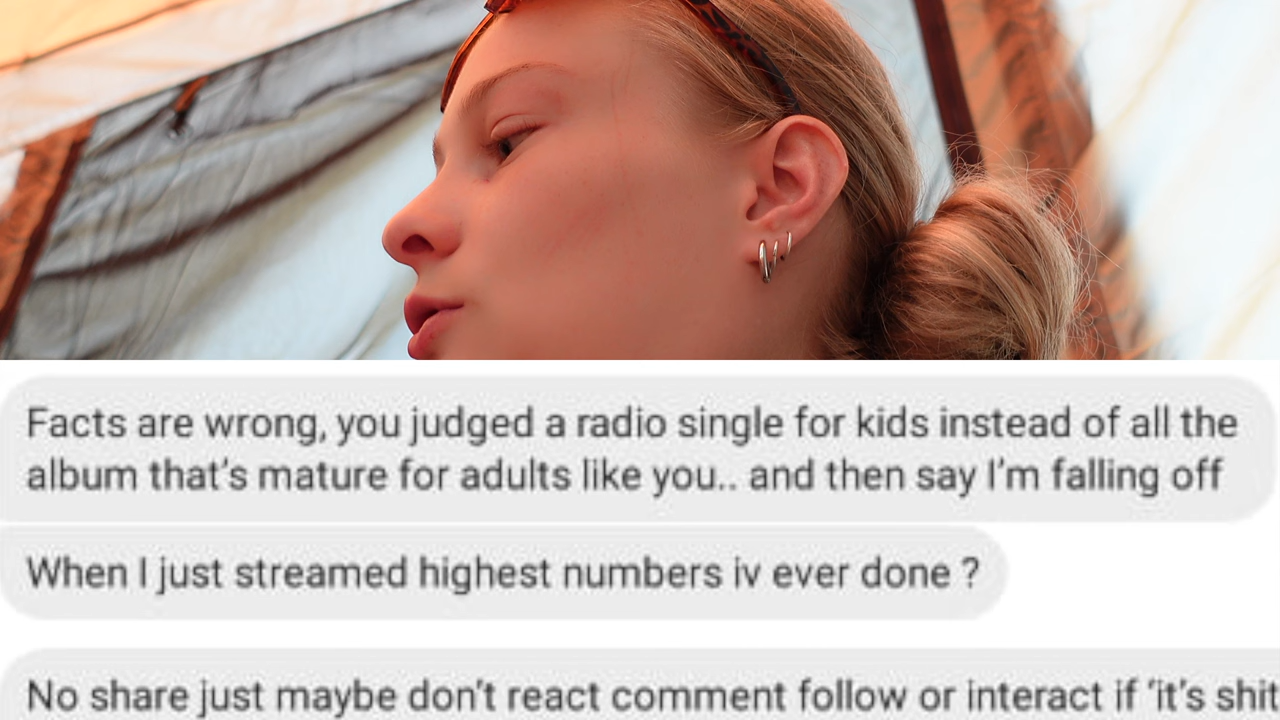 Facts are wrong, you judged a radio single for kids instead of all the
album that's mature for adults like you.. and then say I'm falling off
When I just streamed highest numbers iv ever done ?
No share just maybe don't react comment follow or interact if 'it's shit